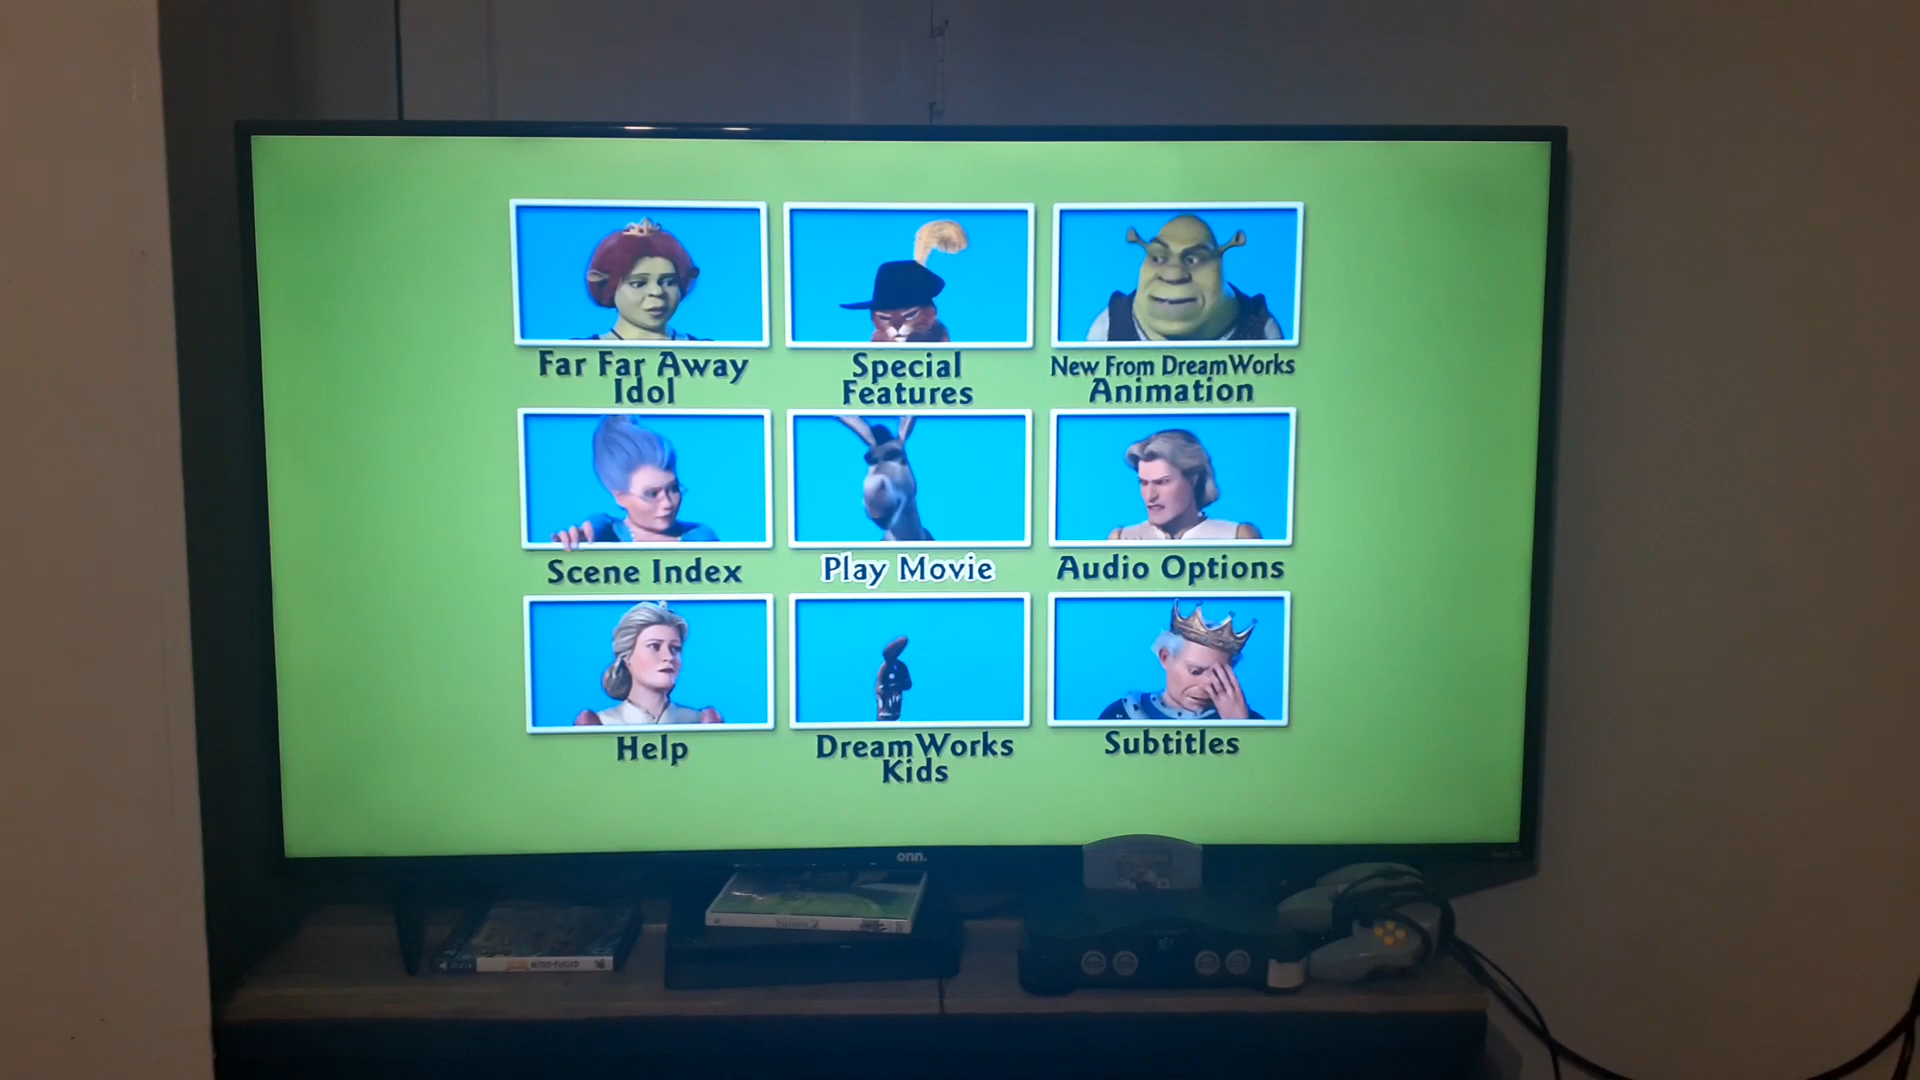 Far Far Away
Idol
Special
Features
New From DreamWorks
Animation
Scene Index
Play Movie
Audio Options
Help
DreamWorks
Kids
Subtitles
onn.